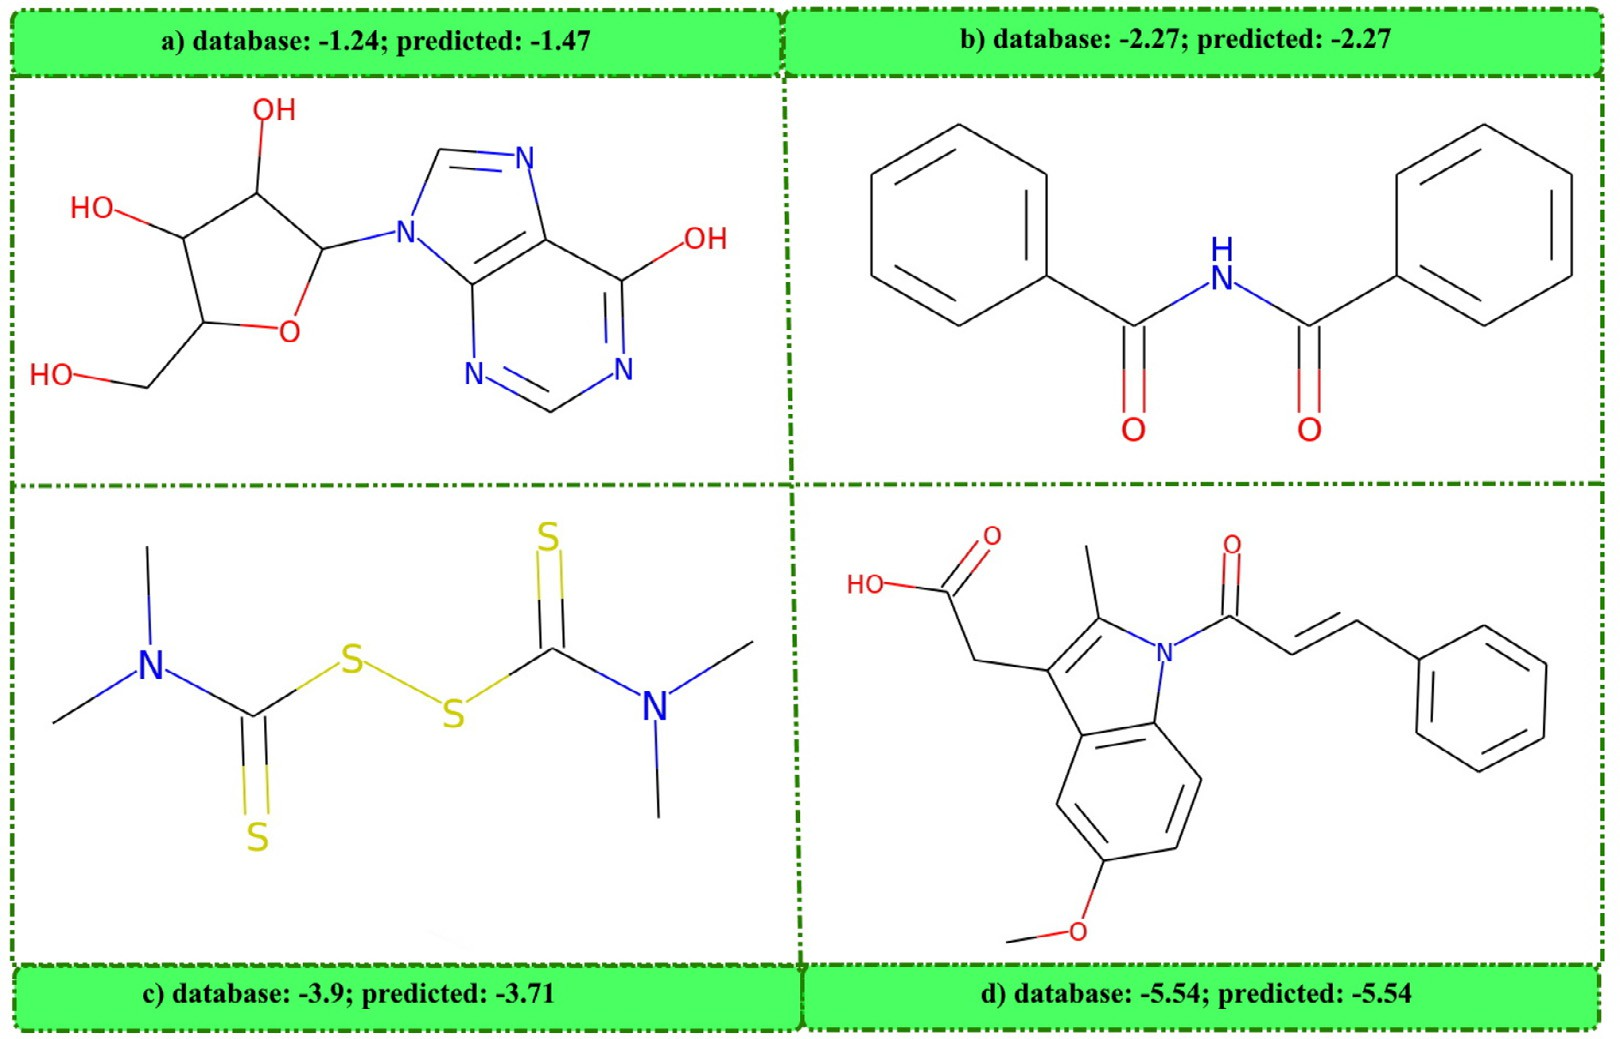 a) database: -1.24; predicted: -1.47
b) database: -2.27; predicted: -2.27
OH
HO
N
N
OH
O
N
N
HO
H
N
O
O
S
N
S
S
N
S
O
HO
O
N
O
c) database: -3.9; predicted: -3.71
d) database: -5.54; predicted: -5.54